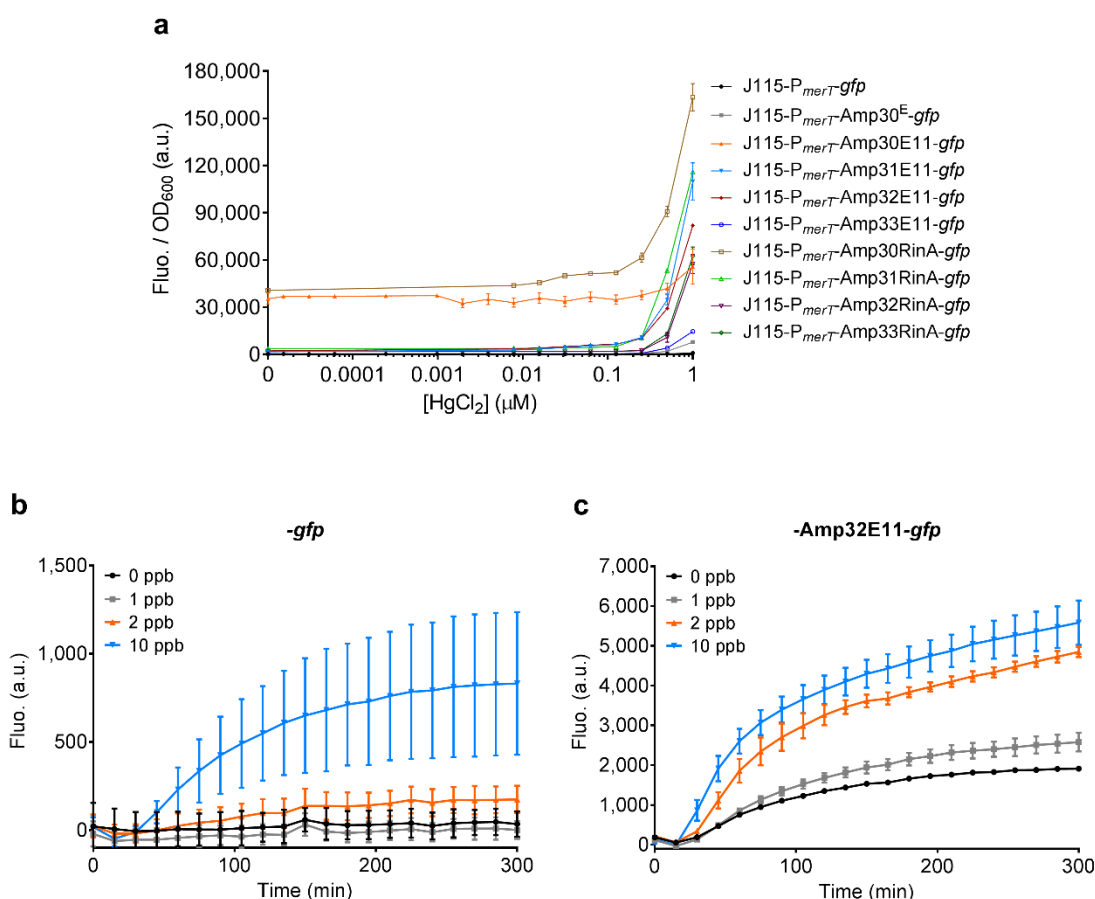 a
180,000
150,000
120,000
90,000
60,000
30,000
0
Fluo. / OD600 (a.u.)
0 0.0001 0.001 0.01 0.1 1
[HgCl2] (μM)
J115-PmerT-gfp
J115-PmerT-Amp30E-gfp
J115-PmerT-Amp30E11-gfp
J115-PmerT-Amp31E11-gfp
J115-PmerT-Amp32E11-gfp
J115-PmerT-Amp33E11-gfp
J115-PmerT-Amp30RinA-gfp
J115-PmerT-Amp31RinA-gfp
J115-PmerT-Amp32RinA-gfp
J115-PmerT-Amp33RinA-gfp
b
-gfp
1,500
1,000
500
0
Fluo. (a.u.)
0 ppb
1 ppb
2 ppb
10 ppb
0 100 200 300
Time (min)
c
-Amp32E11-gfp
7,000
6,000
5,000
4,000
3,000
2,000
1,000
0
Fluo. (a.u.)
0 ppb
1 ppb
2 ppb
10 ppb
0 100 200 300
Time (min)